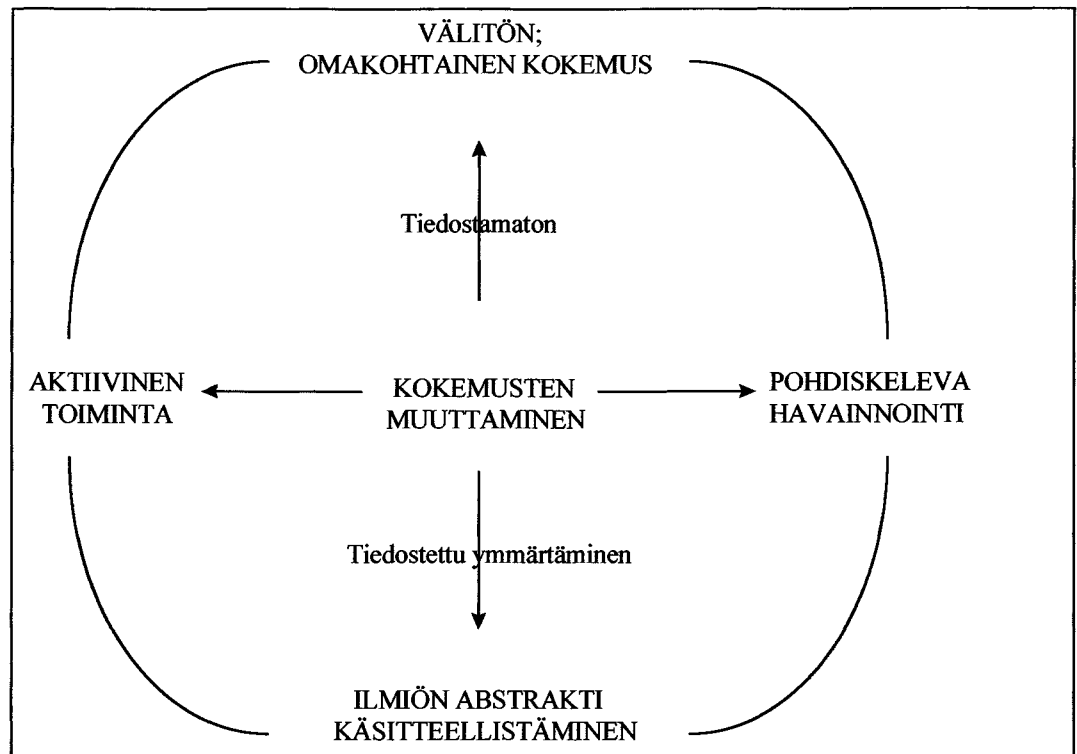 VÄLITÖN;
OMAKOHTAINEN KOKEMUS
Tiedostamaton
AKTIIVINEN
TOIMINTA
KOKEMUSTEN
MUUTTAMINEN
POHDISKELEVA
HAVAINNOINTI
Tiedostettu ymmärtäminen
ILMIÖN ABSTRAKTI
KÄSITTEELLISTÄMINEN